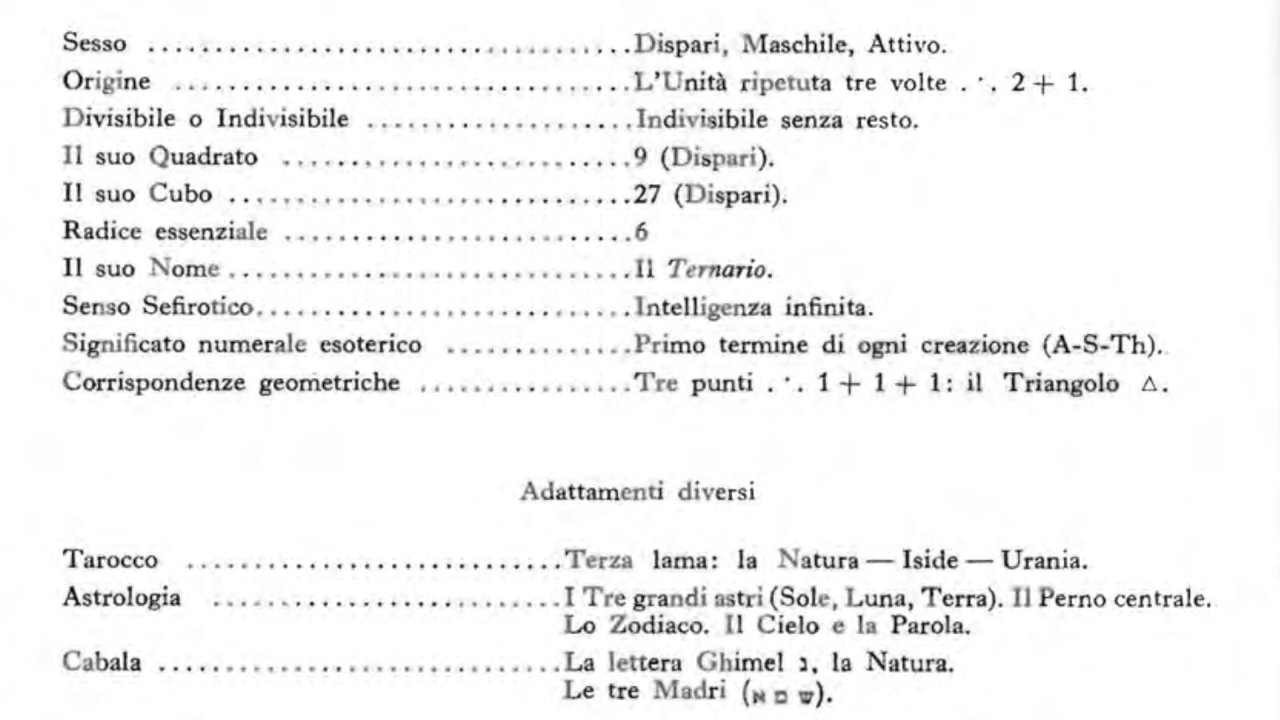 Sesso ....................................Dispari, Maschile, Attivo.
Origine ..................................L'Unità ripetuta tre volte . · . 2 + 1.
Divisibile o Indivisibile ....................Indivisibile senza resto.
Il suo Quadrato ..........................9 (Dispari).
Il suo Cubo ..............................27 (Dispari).
Radice essenziale ..........................6
Il suo Nome ..............................Il Ternario.
Senso Sefirotico............................Intelligenza infinita.
Significato numerale esoterico ..............Primo termine di ogni creazione (A-S-Th).
Corrispondenze geometriche ................Tre punti . · . 1 + 1 + 1: il Triangolo △.
Adattamenti diversi
Tarocco ............................Terza lama: la Natura — Iside — Urania.
Astrologia ..........................I Tre grandi astri (Sole, Luna, Terra). Il Perno centrale.
Lo Zodiaco. Il Cielo e la Parola.
Cabala ..............................La lettera Ghimel נ, la Natura.
Le tre Madri (א ם ש).